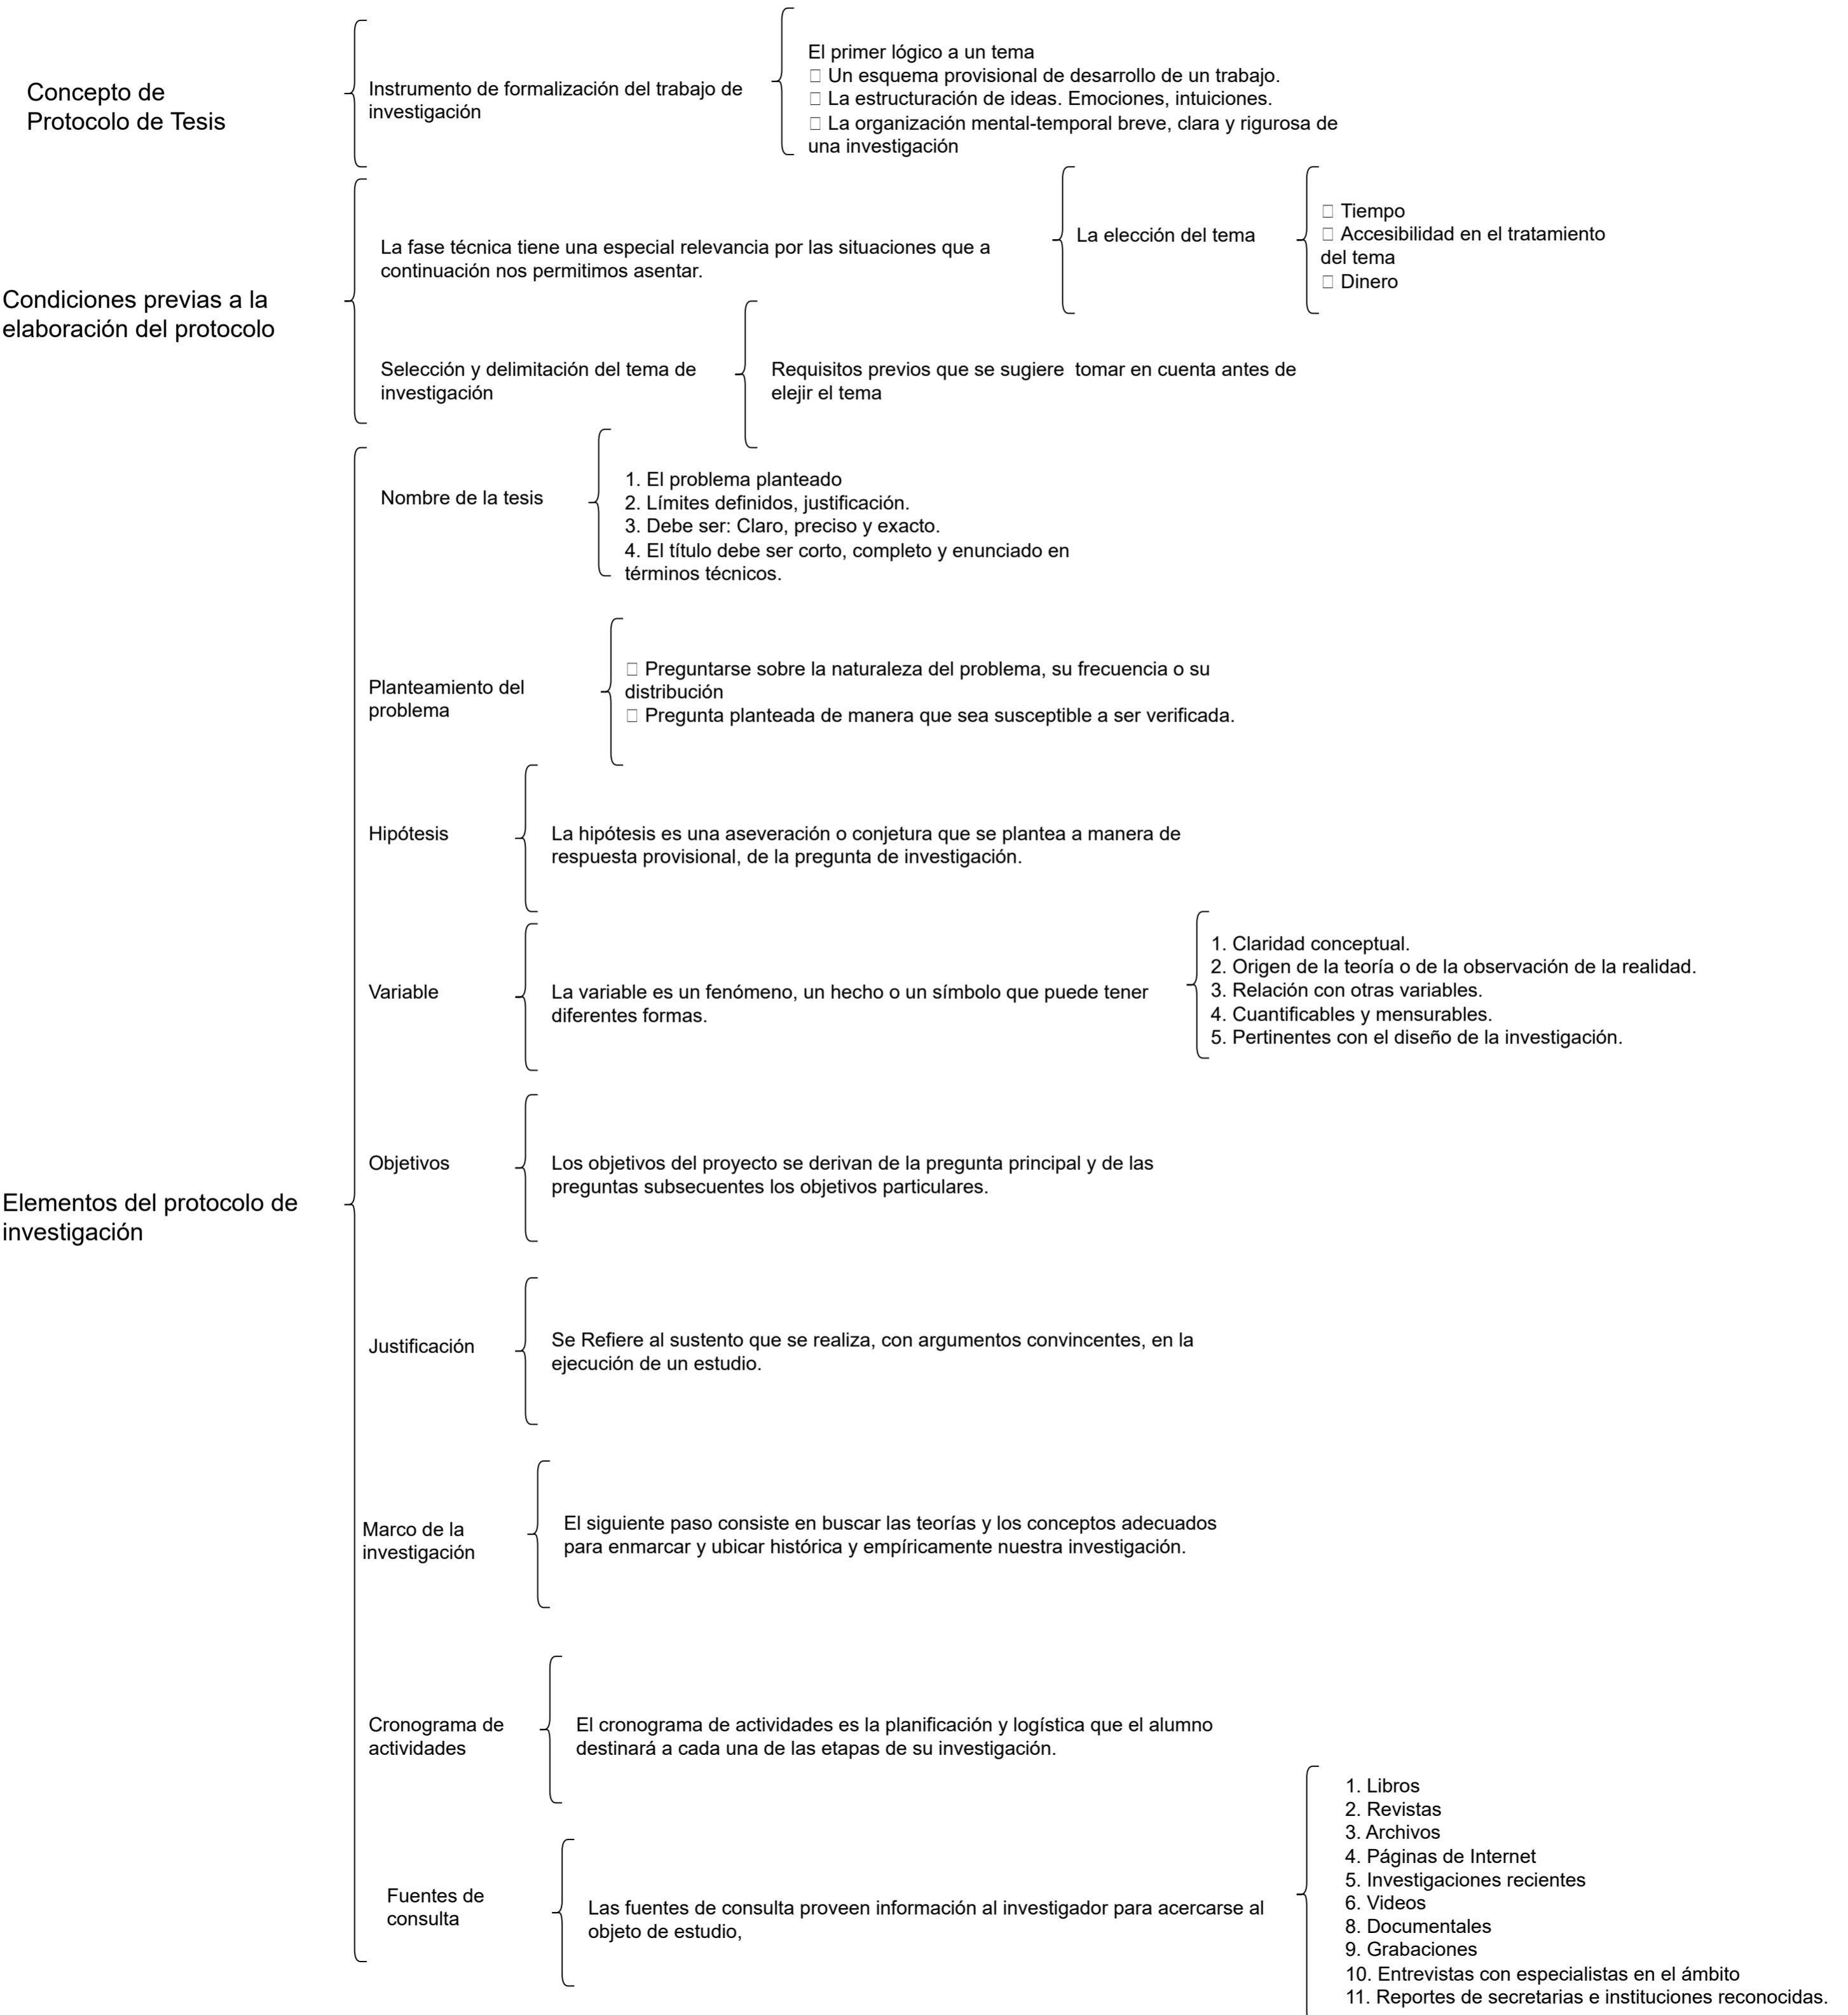 Concepto de
Protocolo de Tesis
Instrumento de formalización del trabajo de
investigación
El primer lógico a un tema
 Un esquema provisional de desarrollo de un trabajo.
 La estructuración de ideas. Emociones, intuiciones.
 La organización mental-temporal breve, clara y rigurosa de
una investigación
Condiciones previas a la
elaboración del protocolo
La fase técnica tiene una especial relevancia por las situaciones que a
continuación nos permitimos asentar.
La elección del tema
 Tiempo
 Accesibilidad en el tratamiento
del tema
 Dinero
Selección y delimitación del tema de
investigación
Requisitos previos que se sugiere  tomar en cuenta antes de
elejir el tema
Elementos del protocolo de
investigación
Nombre de la tesis
1. El problema planteado
2. Límites definidos, justificación.
3. Debe ser: Claro, preciso y exacto.
4. El título debe ser corto, completo y enunciado en
términos técnicos.
Planteamiento del
problema
 Preguntarse sobre la naturaleza del problema, su frecuencia o su
distribución
 Pregunta planteada de manera que sea susceptible a ser verificada.
Hipótesis
La hipótesis es una aseveración o conjetura que se plantea a manera de
respuesta provisional, de la pregunta de investigación.
Variable
La variable es un fenómeno, un hecho o un símbolo que puede tener
diferentes formas.
1. Claridad conceptual.
2. Origen de la teoría o de la observación de la realidad.
3. Relación con otras variables.
4. Cuantificables y mensurables.
5. Pertinentes con el diseño de la investigación.
Objetivos
Los objetivos del proyecto se derivan de la pregunta principal y de las
preguntas subsecuentes los objetivos particulares.
Justificación
Se Refiere al sustento que se realiza, con argumentos convincentes, en la
ejecución de un estudio.
Marco de la
investigación
El siguiente paso consiste en buscar las teorías y los conceptos adecuados
para enmarcar y ubicar histórica y empíricamente nuestra investigación.
Cronograma de
actividades
El cronograma de actividades es la planificación y logística que el alumno
destinará a cada una de las etapas de su investigación.
Fuentes de
consulta
Las fuentes de consulta proveen información al investigador para acercarse al
objeto de estudio,
1. Libros
2. Revistas
3. Archivos
4. Páginas de Internet
5. Investigaciones recientes
6. Videos
8. Documentales
9. Grabaciones
10. Entrevistas con especialistas en el ámbito
11. Reportes de secretarias e instituciones reconocidas.